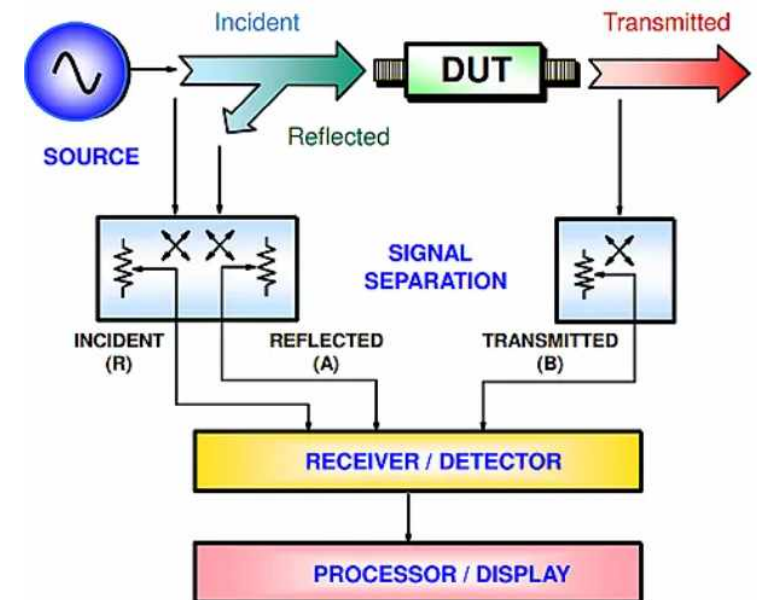 Incident
Transmitted
DUT
Reflected
SOURCE
SIGNAL
SEPARATION
INCIDENT
(R)
REFLECTED
(A)
TRANSMITTED
(B)
RECEIVER / DETECTOR
PROCESSOR / DISPLAY